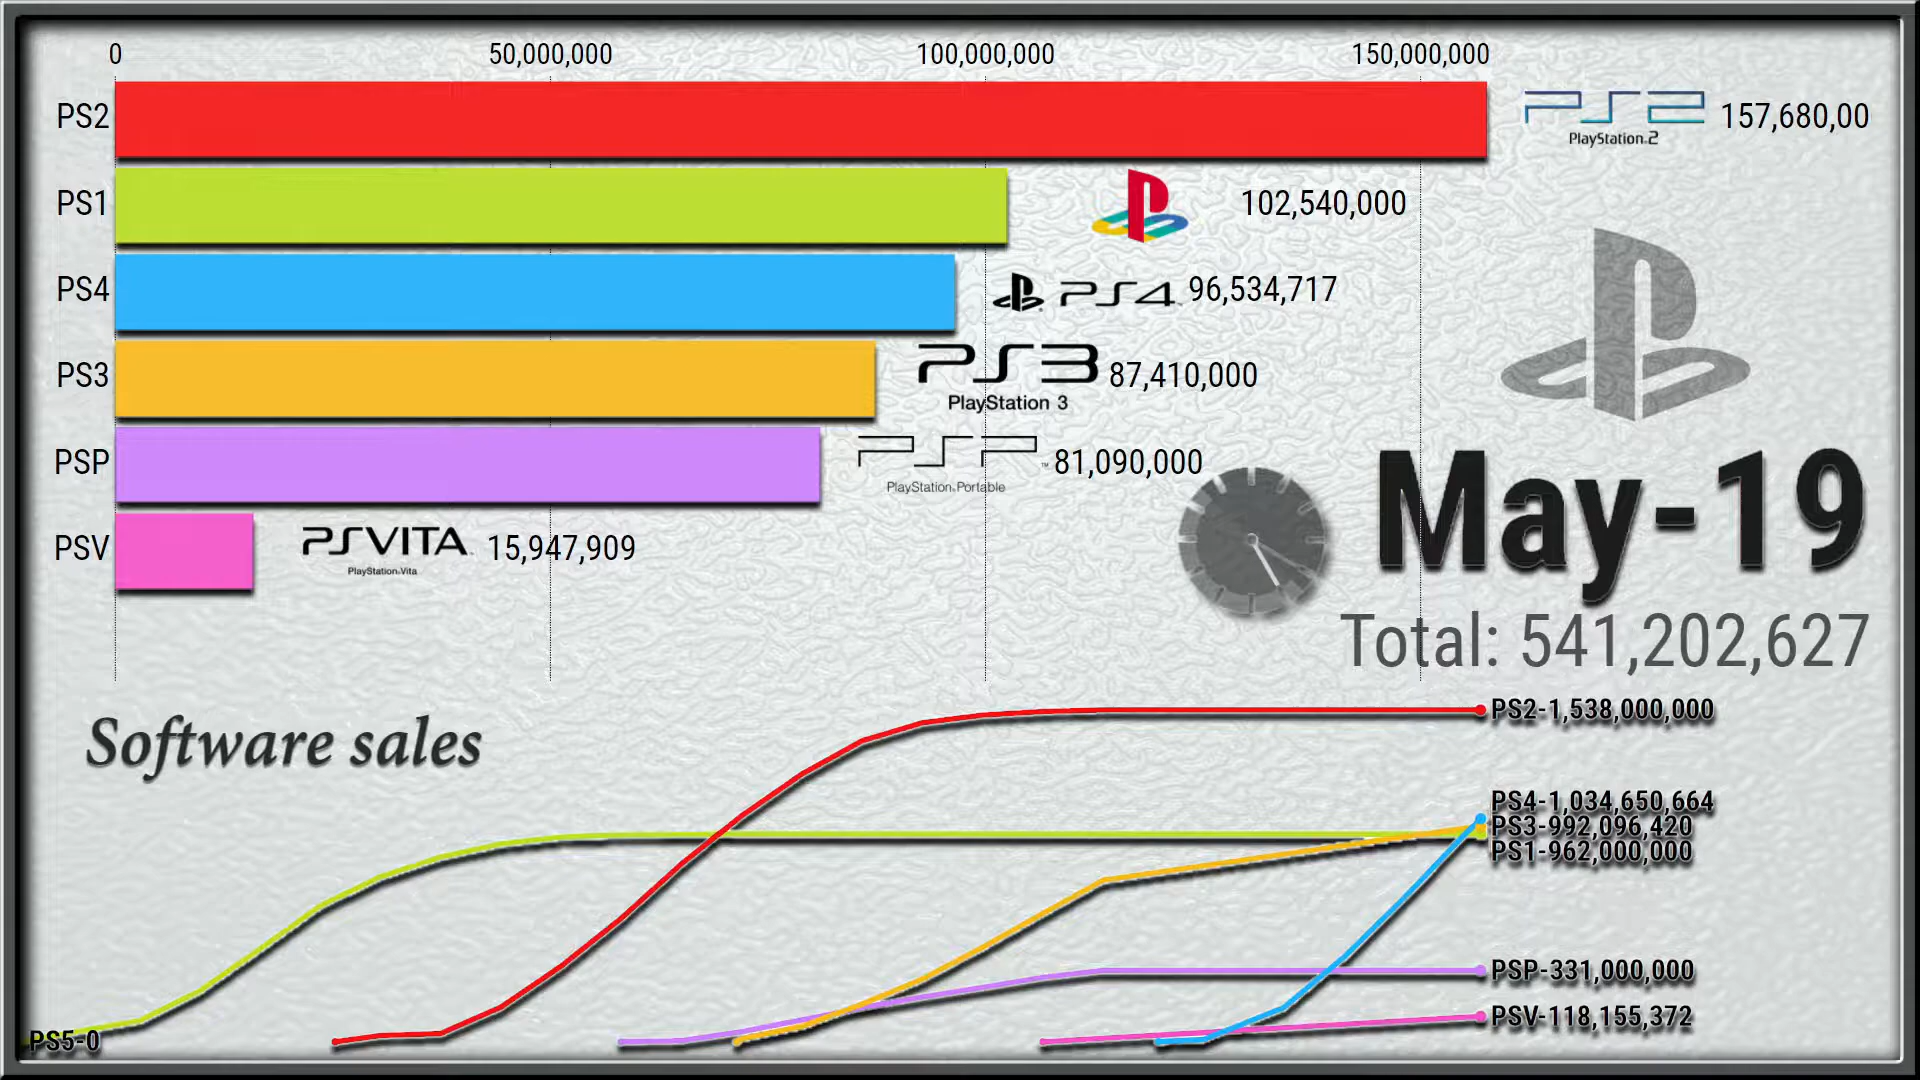 0 50,000,000 100,000,000 150,000,000
PS2 PS2 157,680,00
PlayStation.2
PS1 102,540,000
PS4 PS4 96,534,717
PS3 PS3 87,410,000
PlayStation 3
PSP PSP ™ 81,090,000
PlayStation.Portable
PSV PSVITA 15,947,909
PlayStation.Vita
May-19
Total: 541,202,627
Software sales
PS2-1,538,000,000
PS4-1,034,650,664
PS3-992,096,420
PS1-962,000,000
PSP-331,000,000
PSV-118,155,372
PS5-0